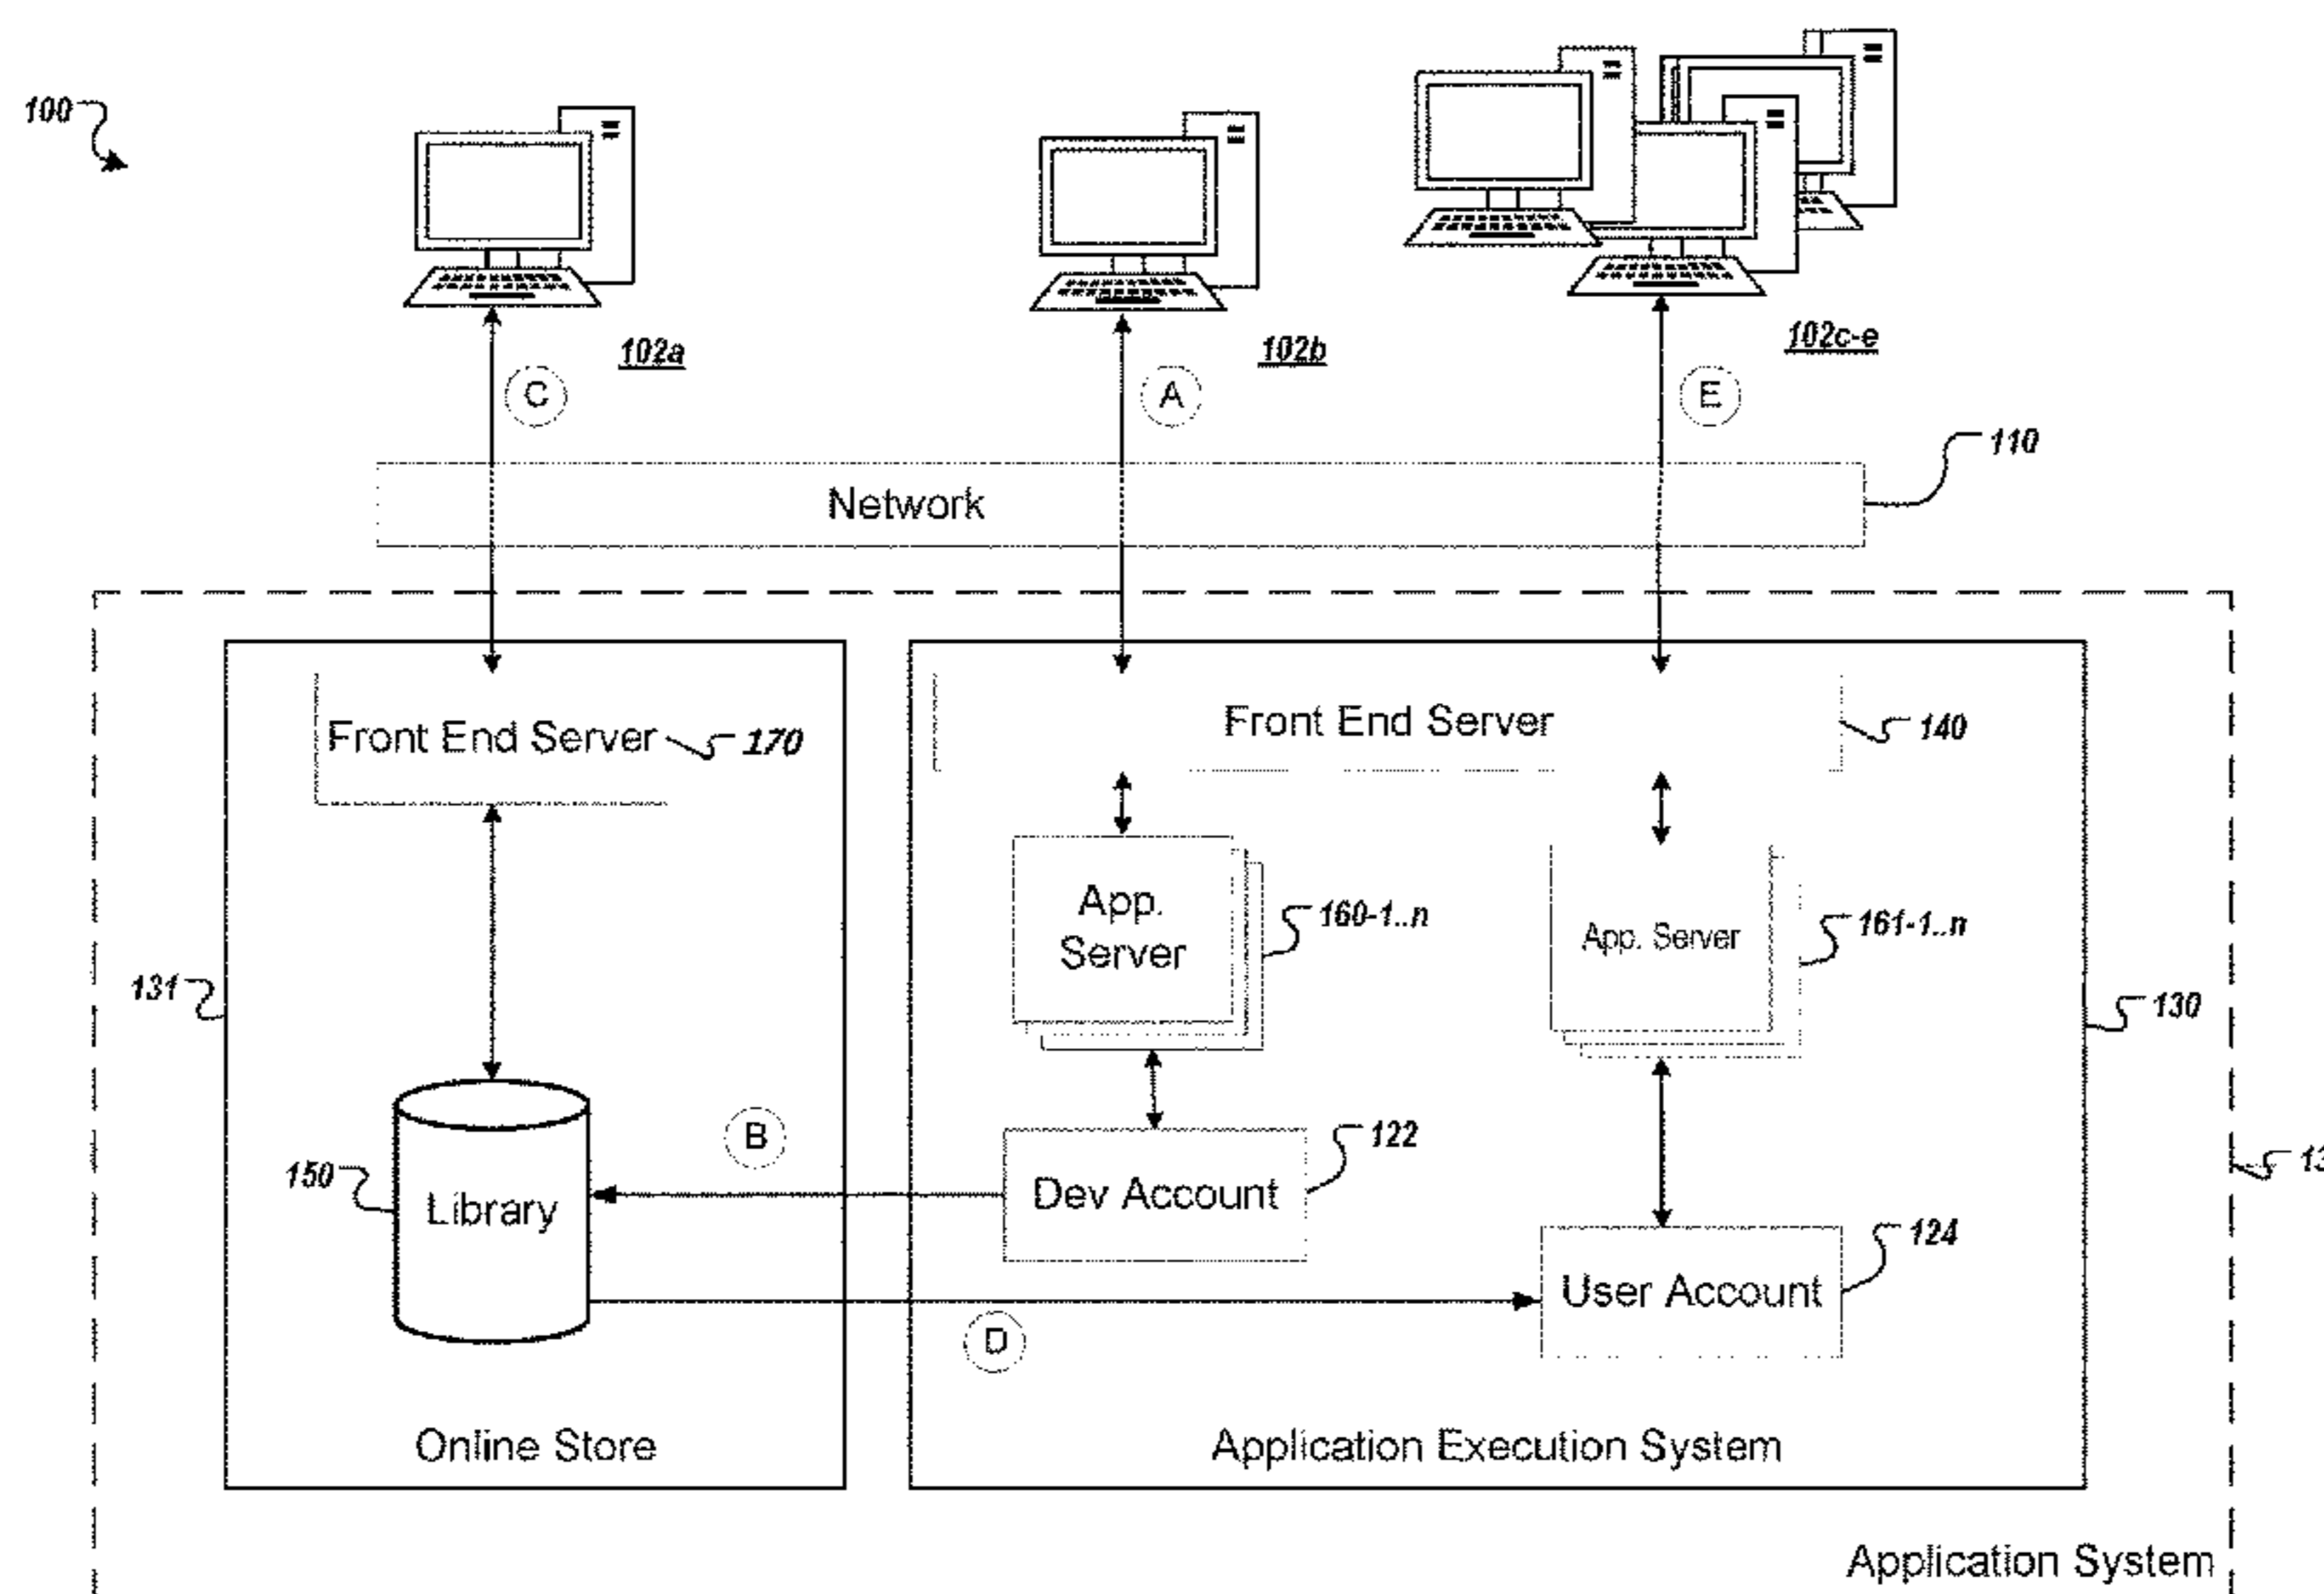 100
102a
102b
102c-e
C
A
E
110
Network
Front End Server
170
Front End Server
140
App.
Server
160-1..n
App. Server
161-1..n
131
130
B
122
150
Library
Dev Account
124
User Account
D
Online Store
Application Execution System
Application System